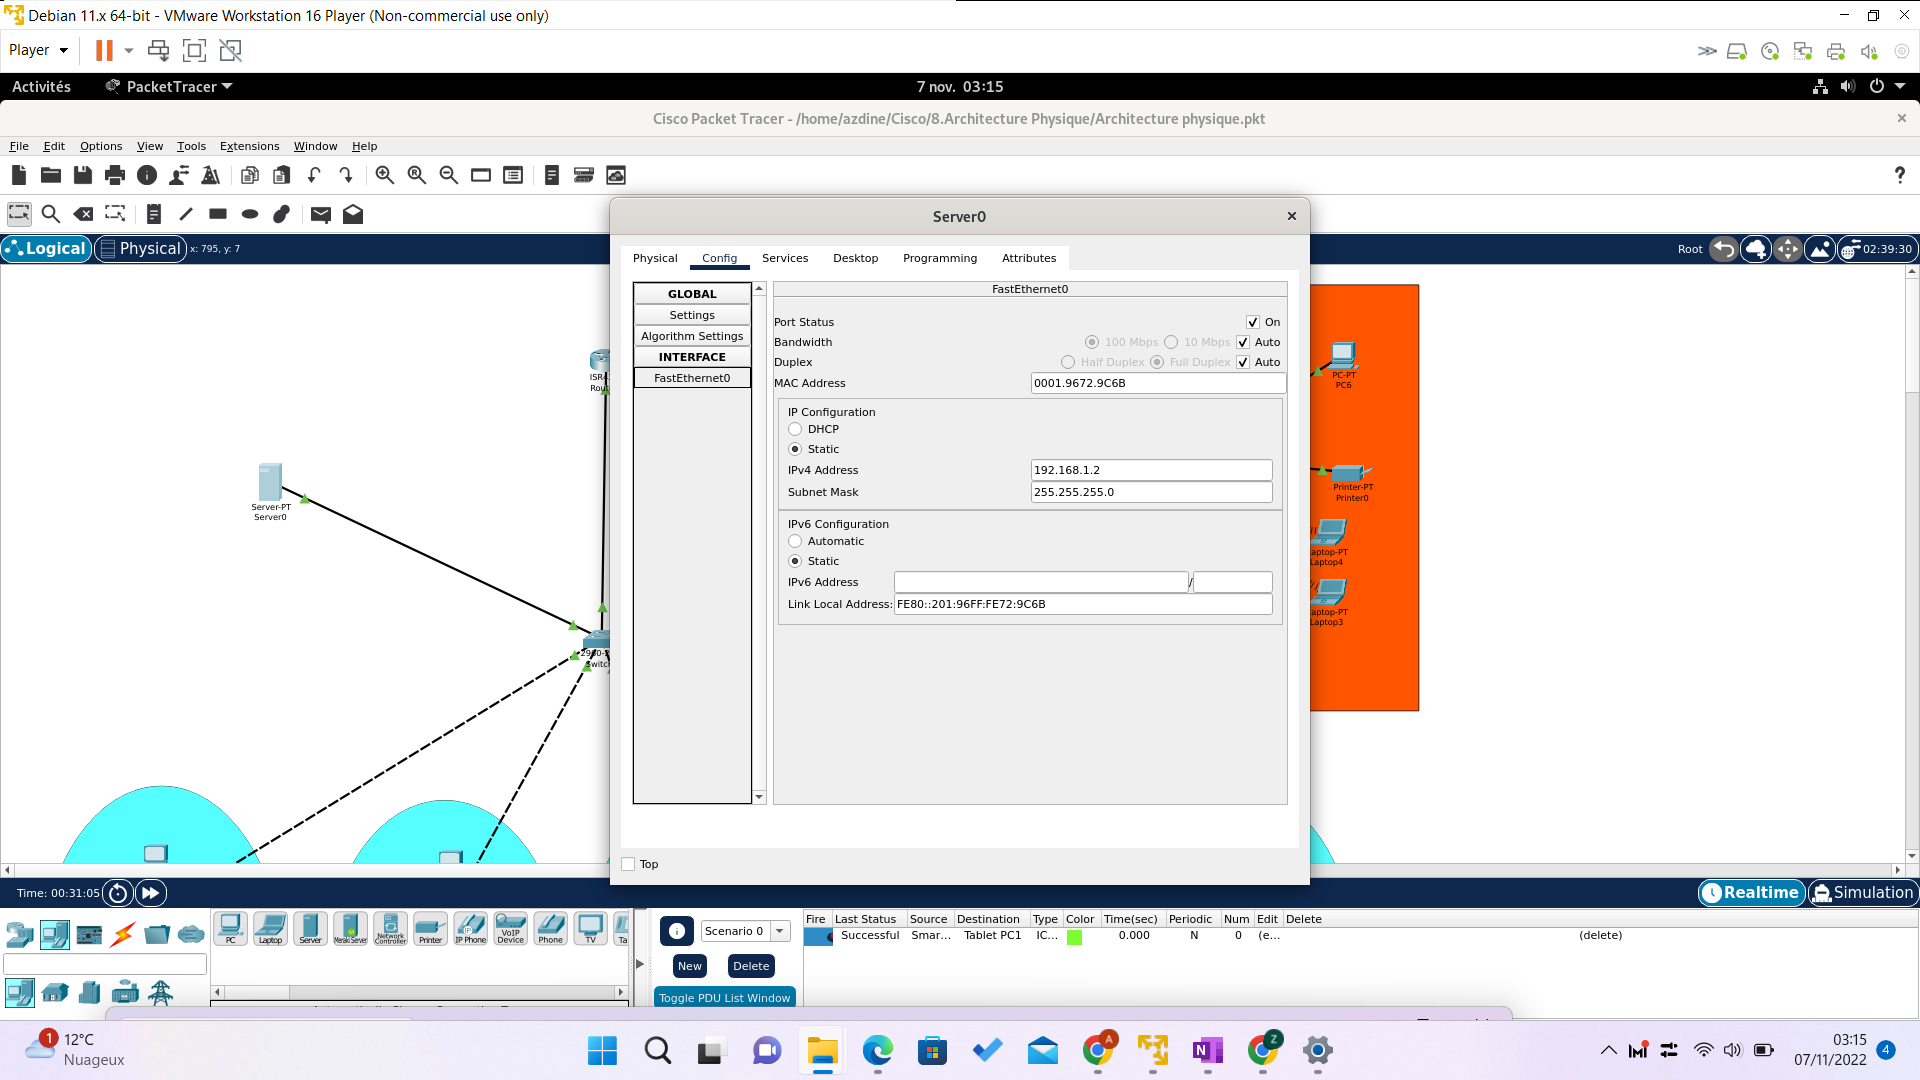 Debian 11.x 64-bit - VMware Workstation 16 Player (Non-commercial use only)
Player
Activités PacketTracer 7 nov. 03:15
Cisco Packet Tracer - /home/azdine/Cisco/8.Architecture Physique/Architecture physique.pkt
File Edit Options View Tools Extensions Window Help
?
Server0
Logical Physical x: 795, y: 7 Root 02:39:30
Physical Config Services Desktop Programming Attributes
GLOBAL
Settings
Algorithm Settings
INTERFACE
FastEthernet0
FastEthernet0
Port Status On
Bandwidth 100 Mbps 10 Mbps Auto
Duplex Half Duplex Full Duplex Auto
MAC Address 0001.9672.9C6B
IP Configuration
DHCP
Static
IPv4 Address 192.168.1.2
Subnet Mask 255.255.255.0
IPv6 Configuration
Automatic
Static
IPv6 Address /
Link Local Address: FE80::201:96FF:FE72:9C6B
Top
ISR4
Rout
Server-PT
Server0
Switc
PC-PT
PC6
Printer-PT
Printer0
aptop-PT
Laptop4
aptop-PT
Laptop3
Time: 00:31:05 Realtime Simulation
PC Laptop Server Meraki Server Network Controller Printer IP Phone VoIP Device Phone TV Ta
Scenario 0
New Delete
Toggle PDU List Window
Fire Last Status Source Destination Type Color Time(sec) Periodic Num Edit Delete
Successful Smar... Tablet PC1 IC... 0.000 N 0 (e... (delete)
1
12°C
Nuageux
A
Z
N
03:15
07/11/2022
4